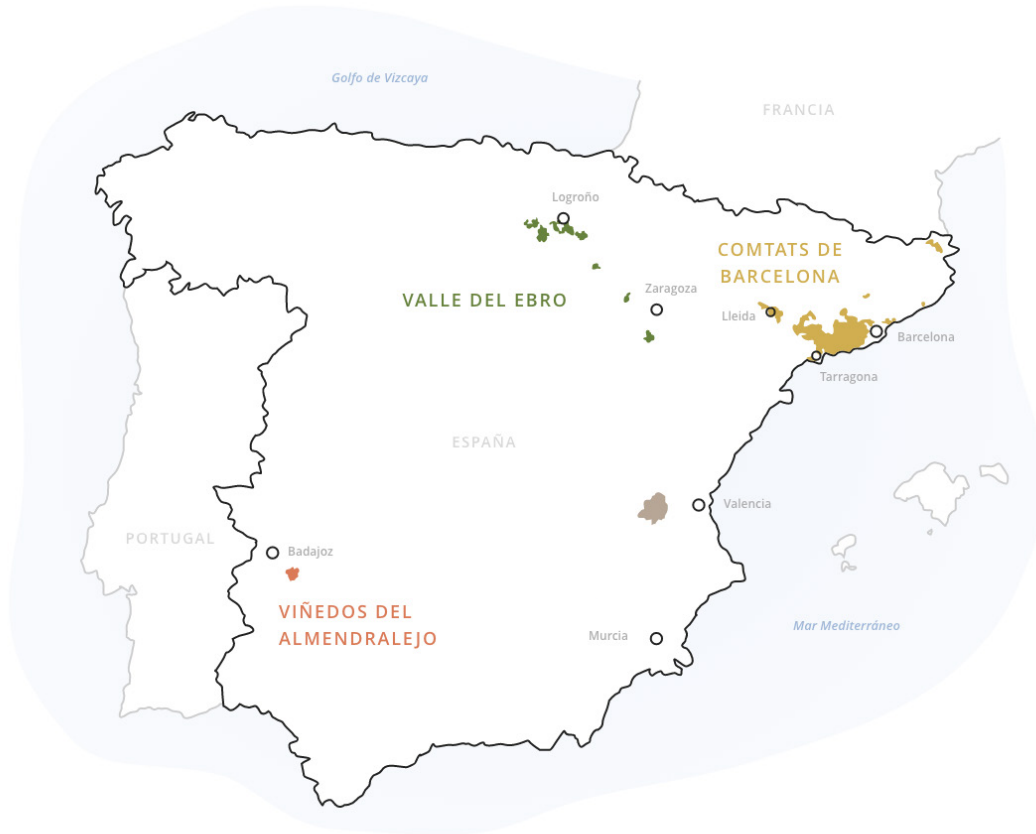 Golfo de Vizcaya
FRANCIA
Logroño
COMTATS DE
BARCELONA
Zaragoza
VALLE DEL EBRO
Lleida
Barcelona
Tarragona
ESPAÑA
Valencia
PORTUGAL
Badajoz
VIÑEDOS DEL
ALMENDRALEJO
Mar Mediterráneo
Murcia